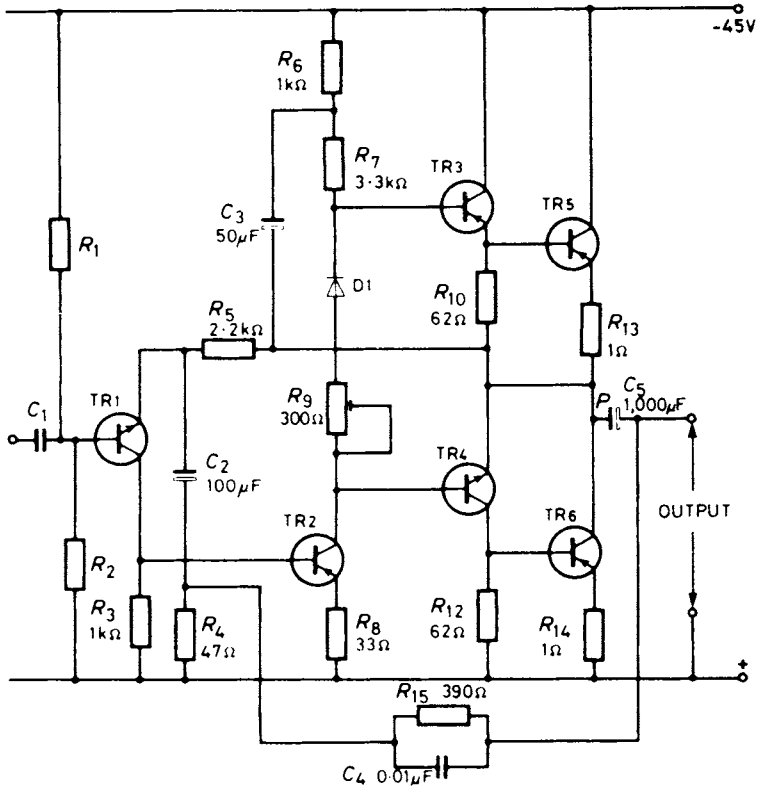 -45V
R6
1kΩ
R7
3·3kΩ
TR3
TR5
C3
50μF
R1
D1
R10
62Ω
R5
2·2kΩ
R13
1Ω
C1
TR1
R9
300Ω
P
C5
1,000μF
C2
100μF
TR4
OUTPUT
TR2
TR6
R2
R3
1kΩ
R4
47Ω
R8
33Ω
R12
62Ω
R14
1Ω
+
R15 390Ω
C4 0·01μF